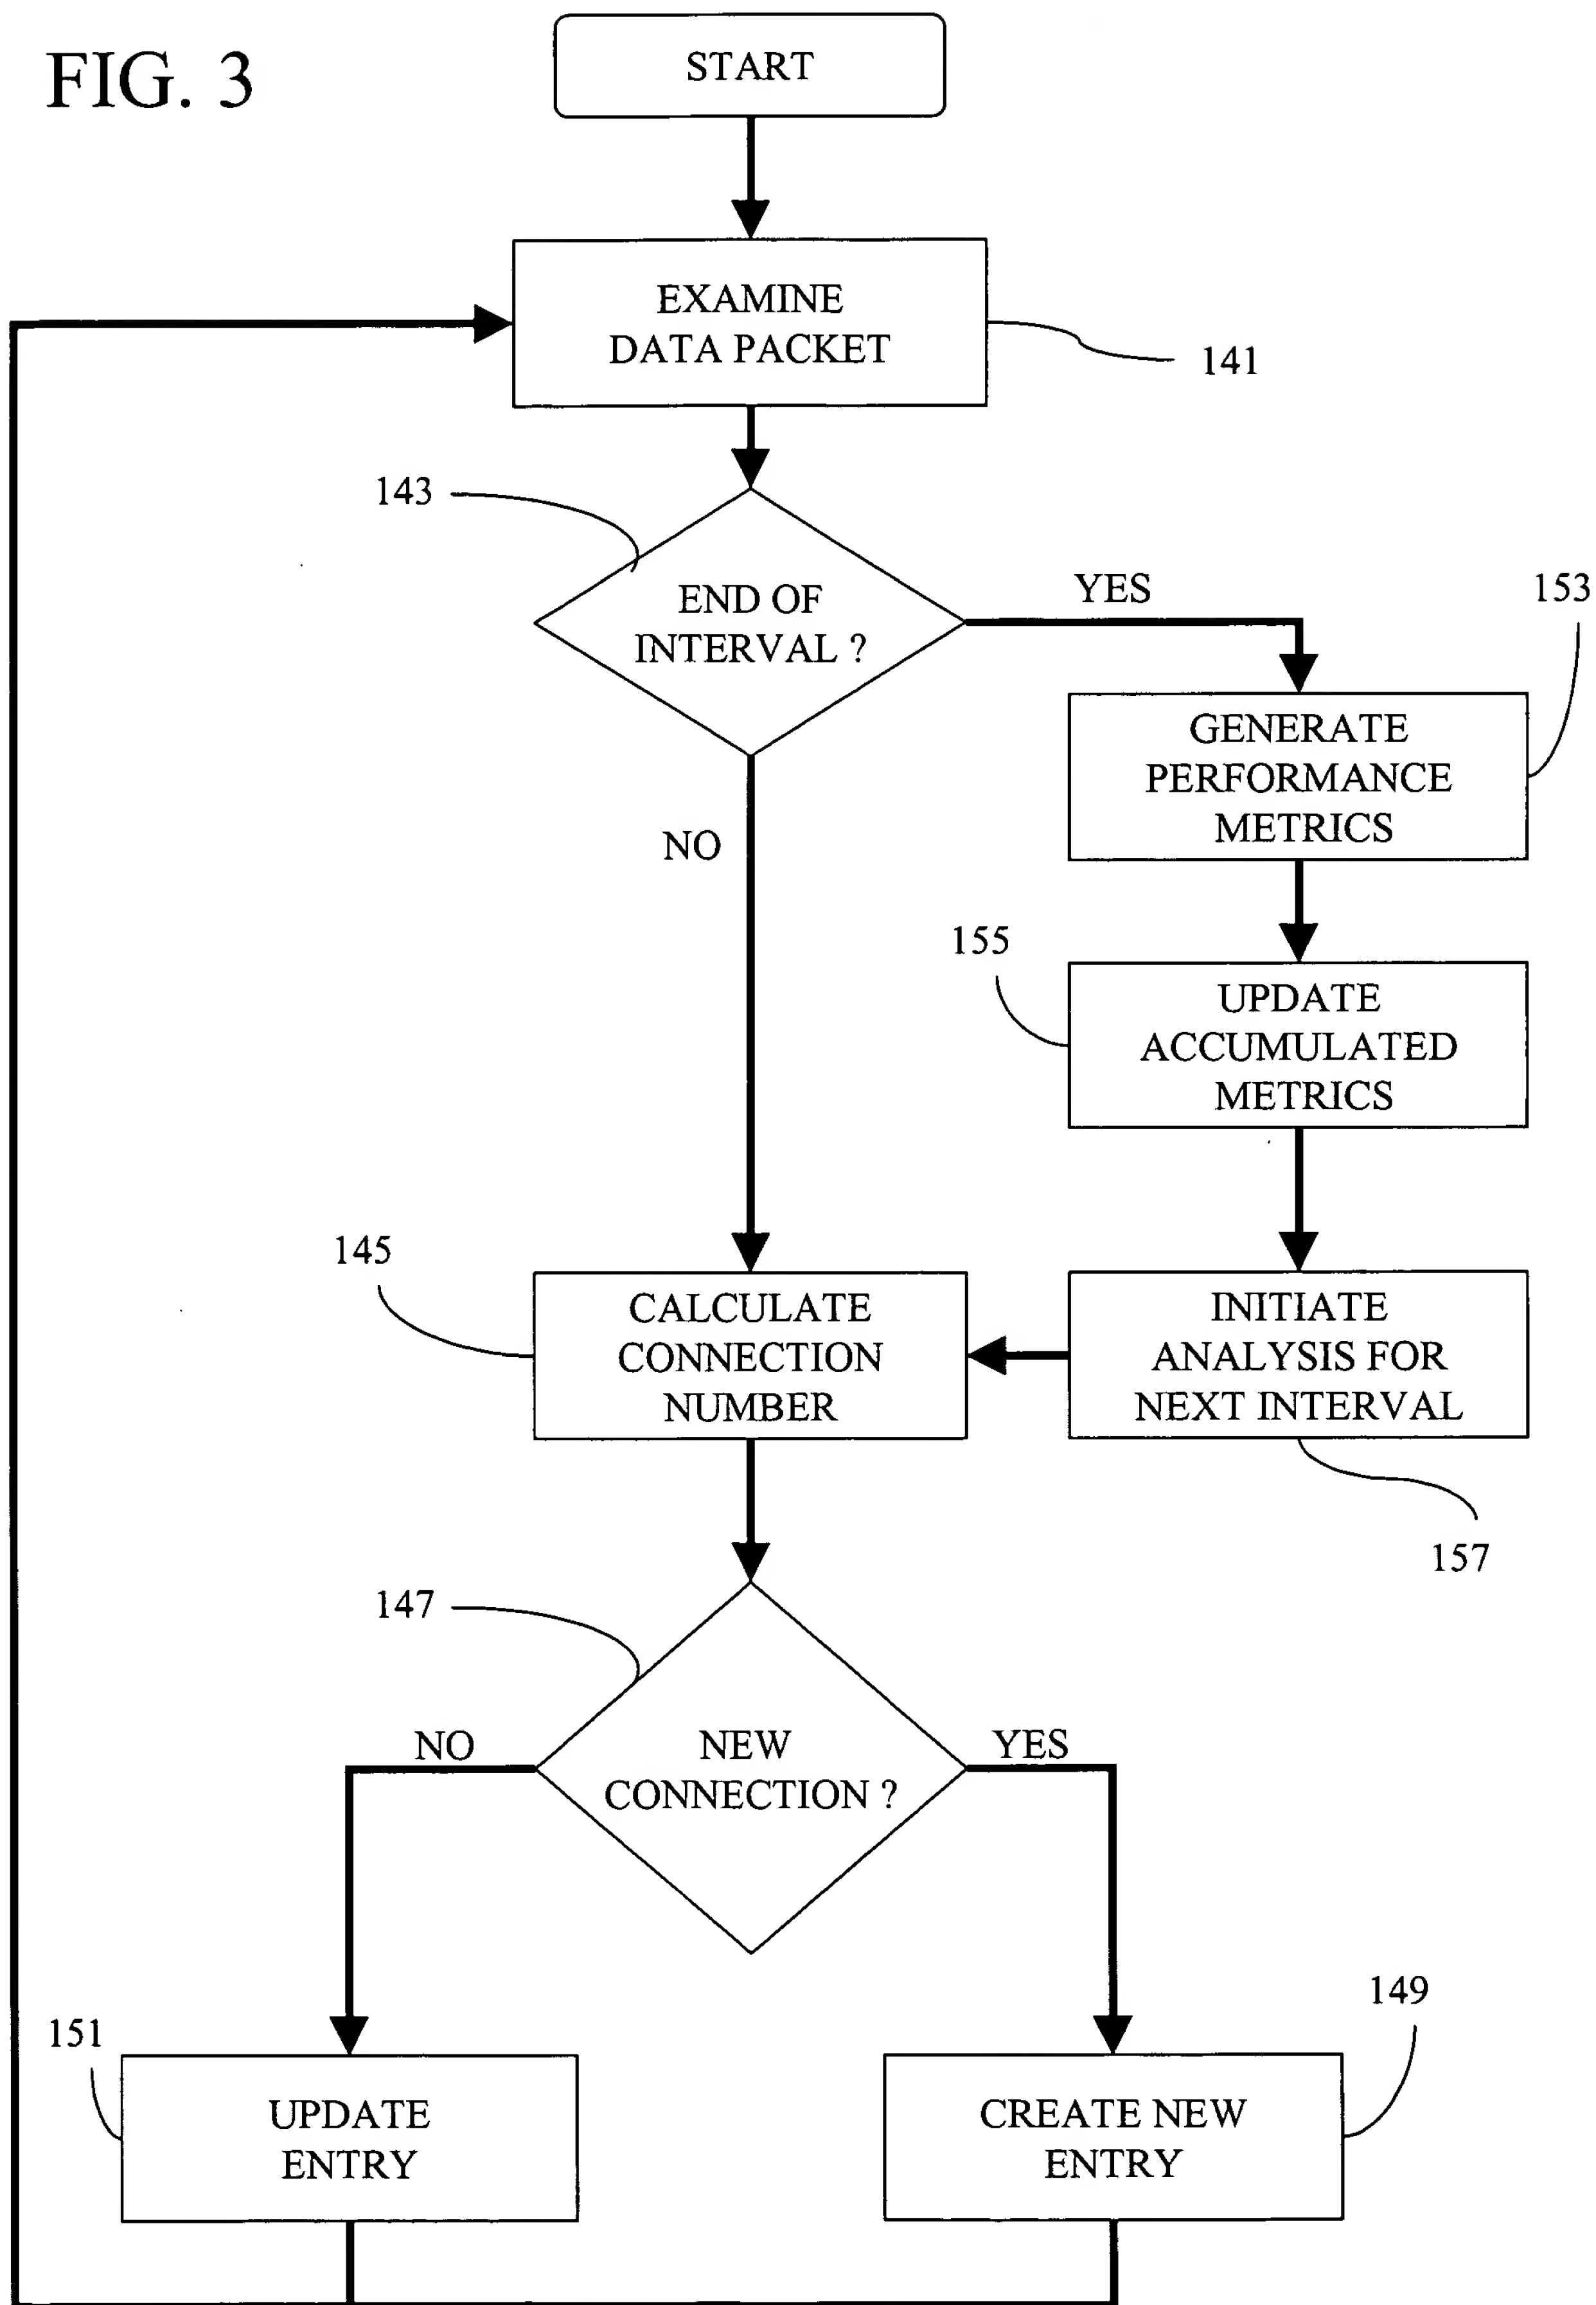 FIG. 3
START
EXAMINE
DATA PACKET
141
143
END OF
INTERVAL ?
YES
153
GENERATE
PERFORMANCE
METRICS
NO
155
UPDATE
ACCUMULATED
METRICS
145
CALCULATE
CONNECTION
NUMBER
INITIATE
ANALYSIS FOR
NEXT INTERVAL
157
147
NO
NEW
CONNECTION ?
YES
149
151
UPDATE
ENTRY
CREATE NEW
ENTRY